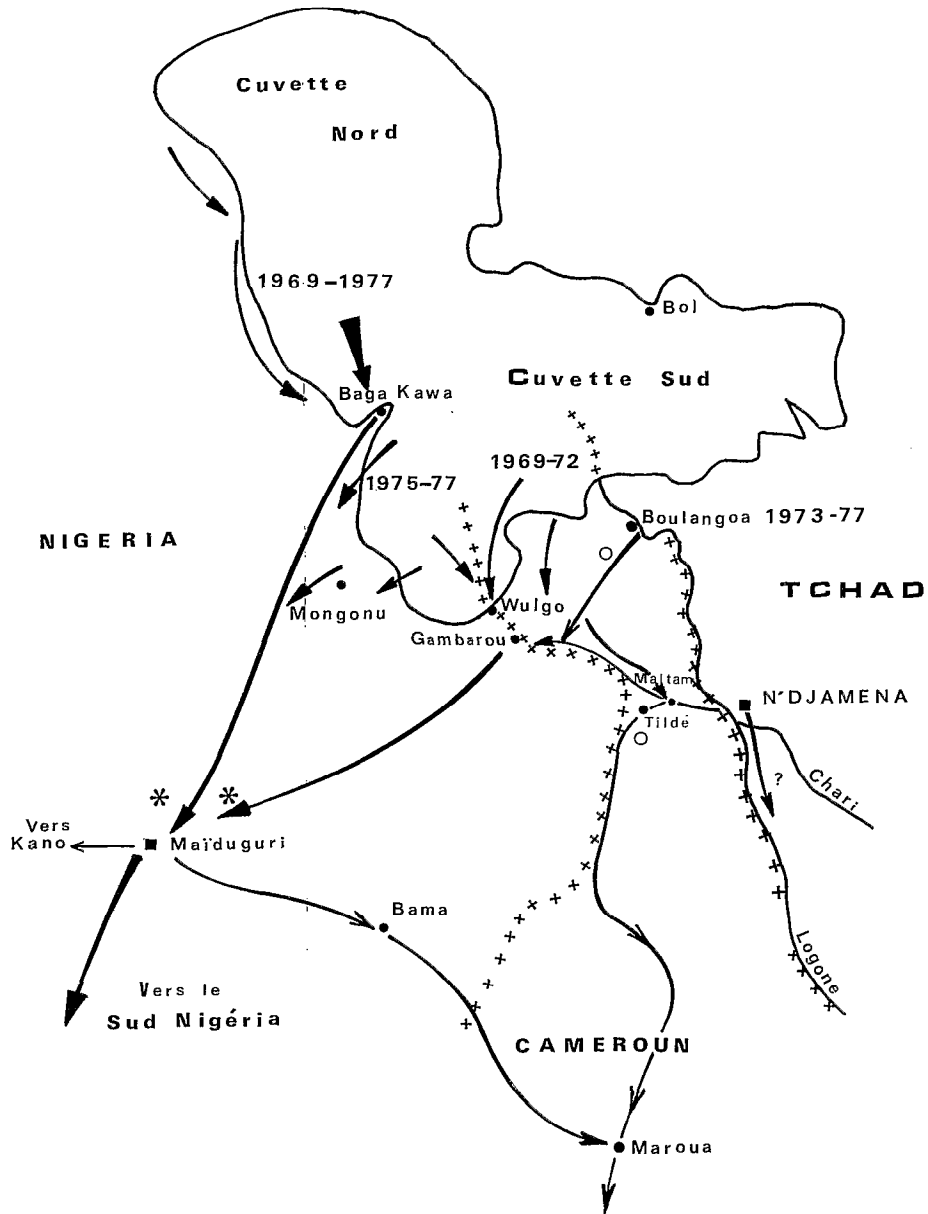 Cuvette
Nord
1969-1977
Bol
Baga Kawa
Cuvette Sud
1969-72
1975-77
Boulangoa 1973-77
NIGERIA
TCHAD
Mongonu
Wulgo
Gambarou
Maltam
N'DJAMENA
Tilde
?
Chari
Vers
Kano
Maïduguri
Bama
Logone
Vers le
Sud Nigéria
CAMEROUN
Maroua